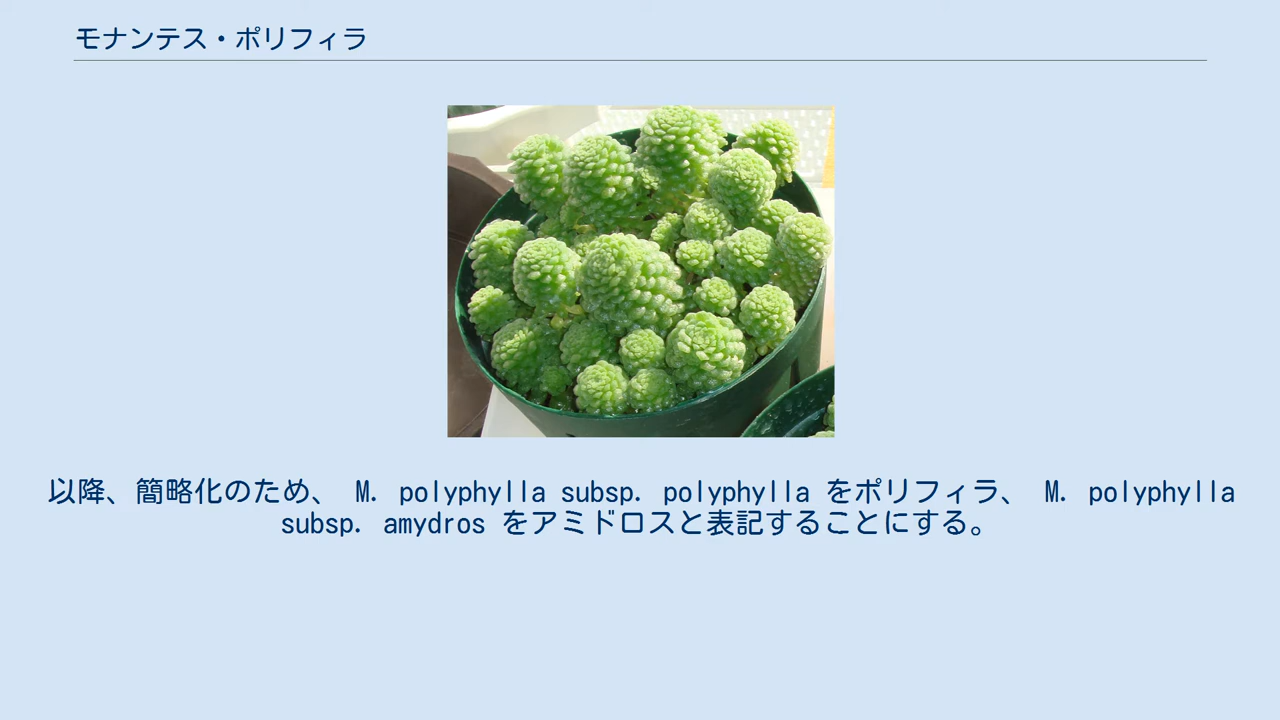 モナンテス・ポリフィラ
以降、簡略化のため、 M. polyphylla subsp. polyphylla をポリフィラ、 M. polyphylla
subsp. amydros をアミドロスと表記することにする。